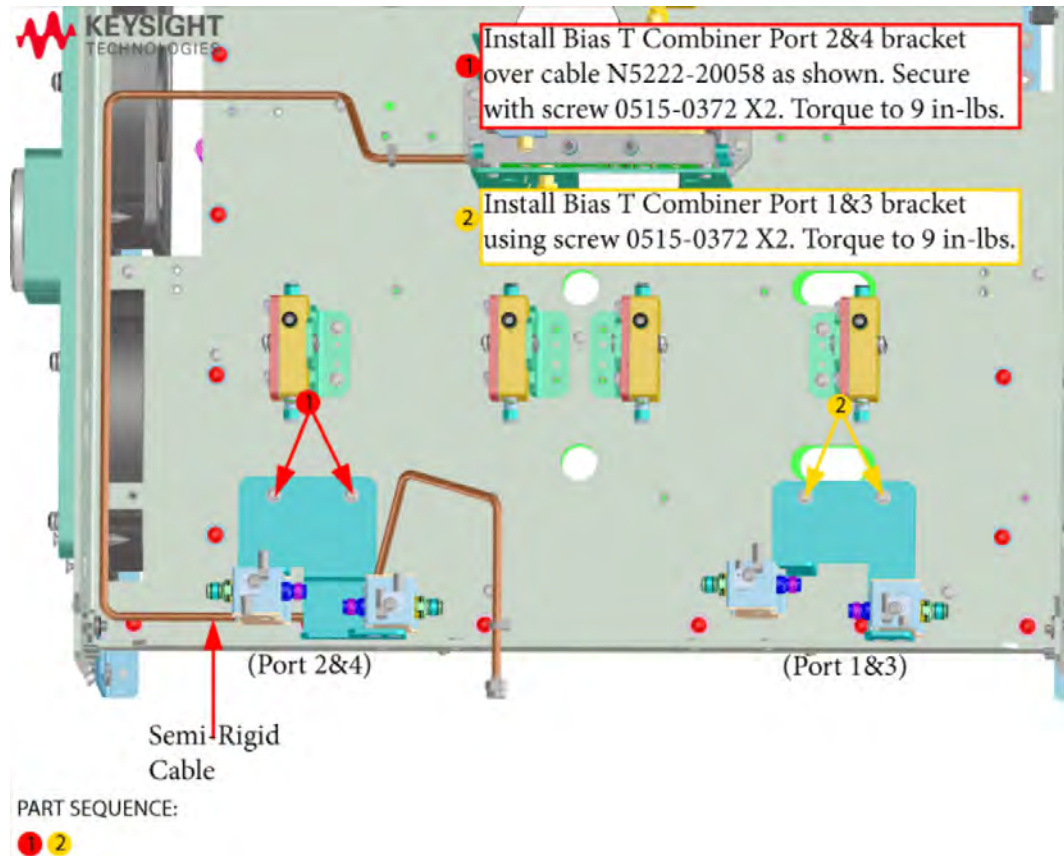 KEYSIGHT
TECHNOLOGIES
1
Install Bias T Combiner Port 2&4 bracket
over cable N5222-20058 as shown. Secure
with screw 0515-0372 X2. Torque to 9 in-lbs.
2
Install Bias T Combiner Port 1&3 bracket
using screw 0515-0372 X2. Torque to 9 in-lbs.
1
2
(Port 2&4)
(Port 1&3)
Semi-Rigid
Cable
PART SEQUENCE:
1 2